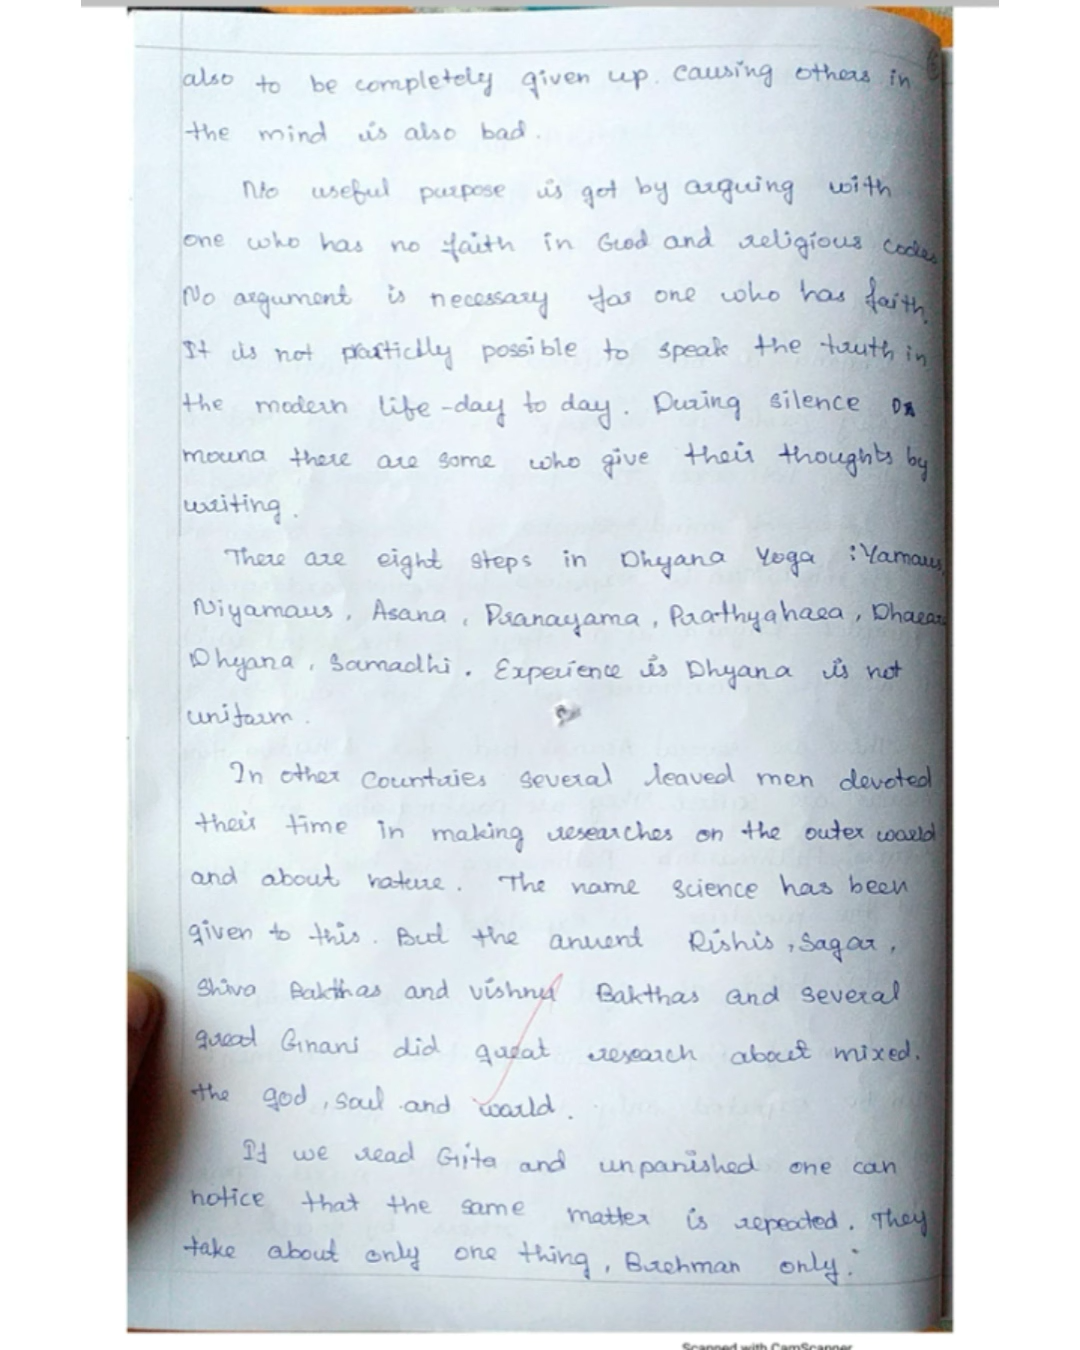 also to be completely given up. causing others in
the mind is also bad.
No useful purpose is got by arguing with
one who has no faith in God and religious codes
No argument is necessary for one who has faith.
It is not practiclly possible to speak the truth in
the modern life-day to day. During silence or
mouna there are some who give their thoughts by
writing.
There are eight steps in Dhyana Yoga : Yamaus,
Niyamaus, Asana, Pranayama, Prathyahara, Dharan
Dhyana, Samadhi. Experience is Dhyana is not
uniform.
In other Countries several leaved men devoted
their time in making researches on the outer world
and about nature. The name science has been
given to this. But the anuent Rishis, Sagar,
Shiva Bakthas and vishnu Bakthas and several
great Gnani did great research about mixed.
the god, soul and world.
If we read Gita and unpanished one can
notice that the same matter is repeated. They
take about only one thing, Brehman only.
Scanned with CamScanner